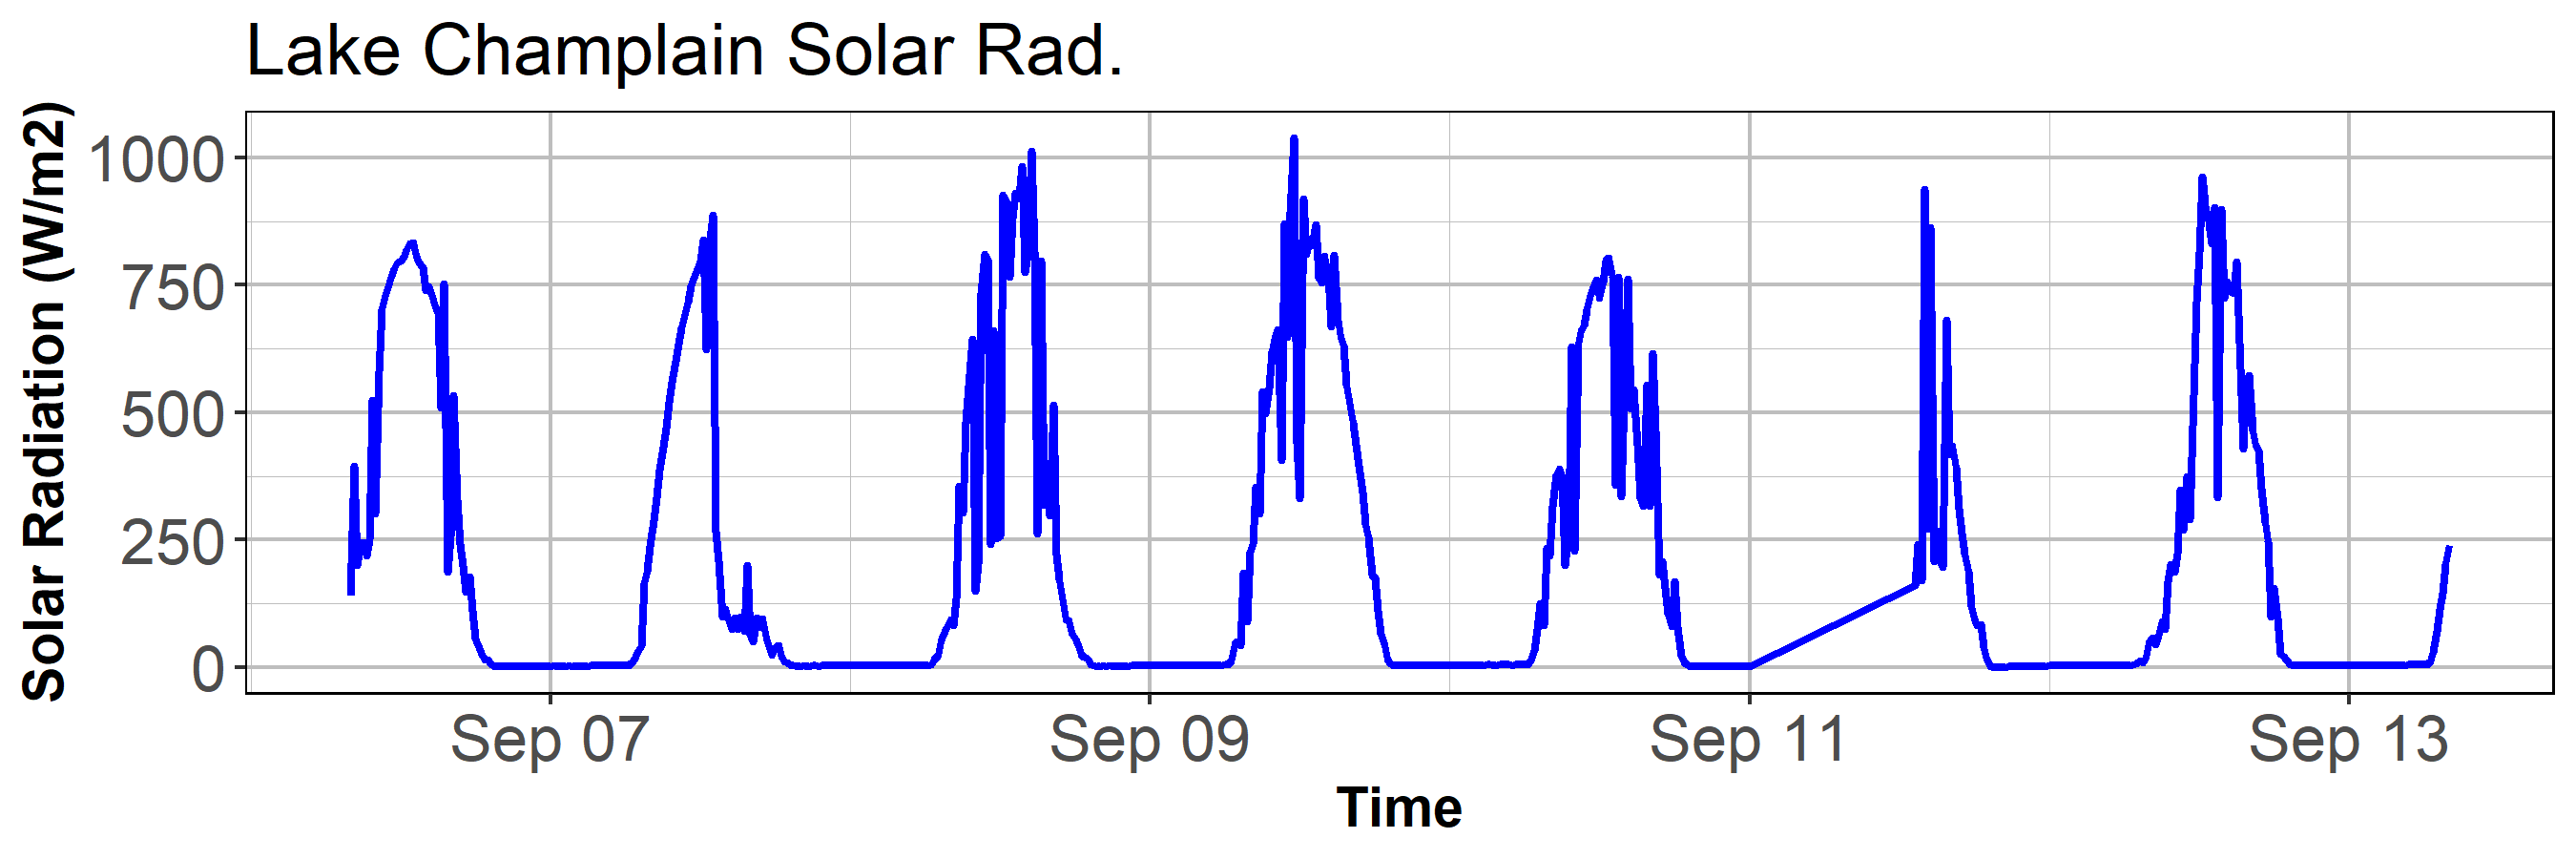 Lake Champlain Solar Rad.
Solar Radiation (W/m2)
1000
750
500
250
0
Sep 07
Sep 09
Sep 11
Sep 13
Time